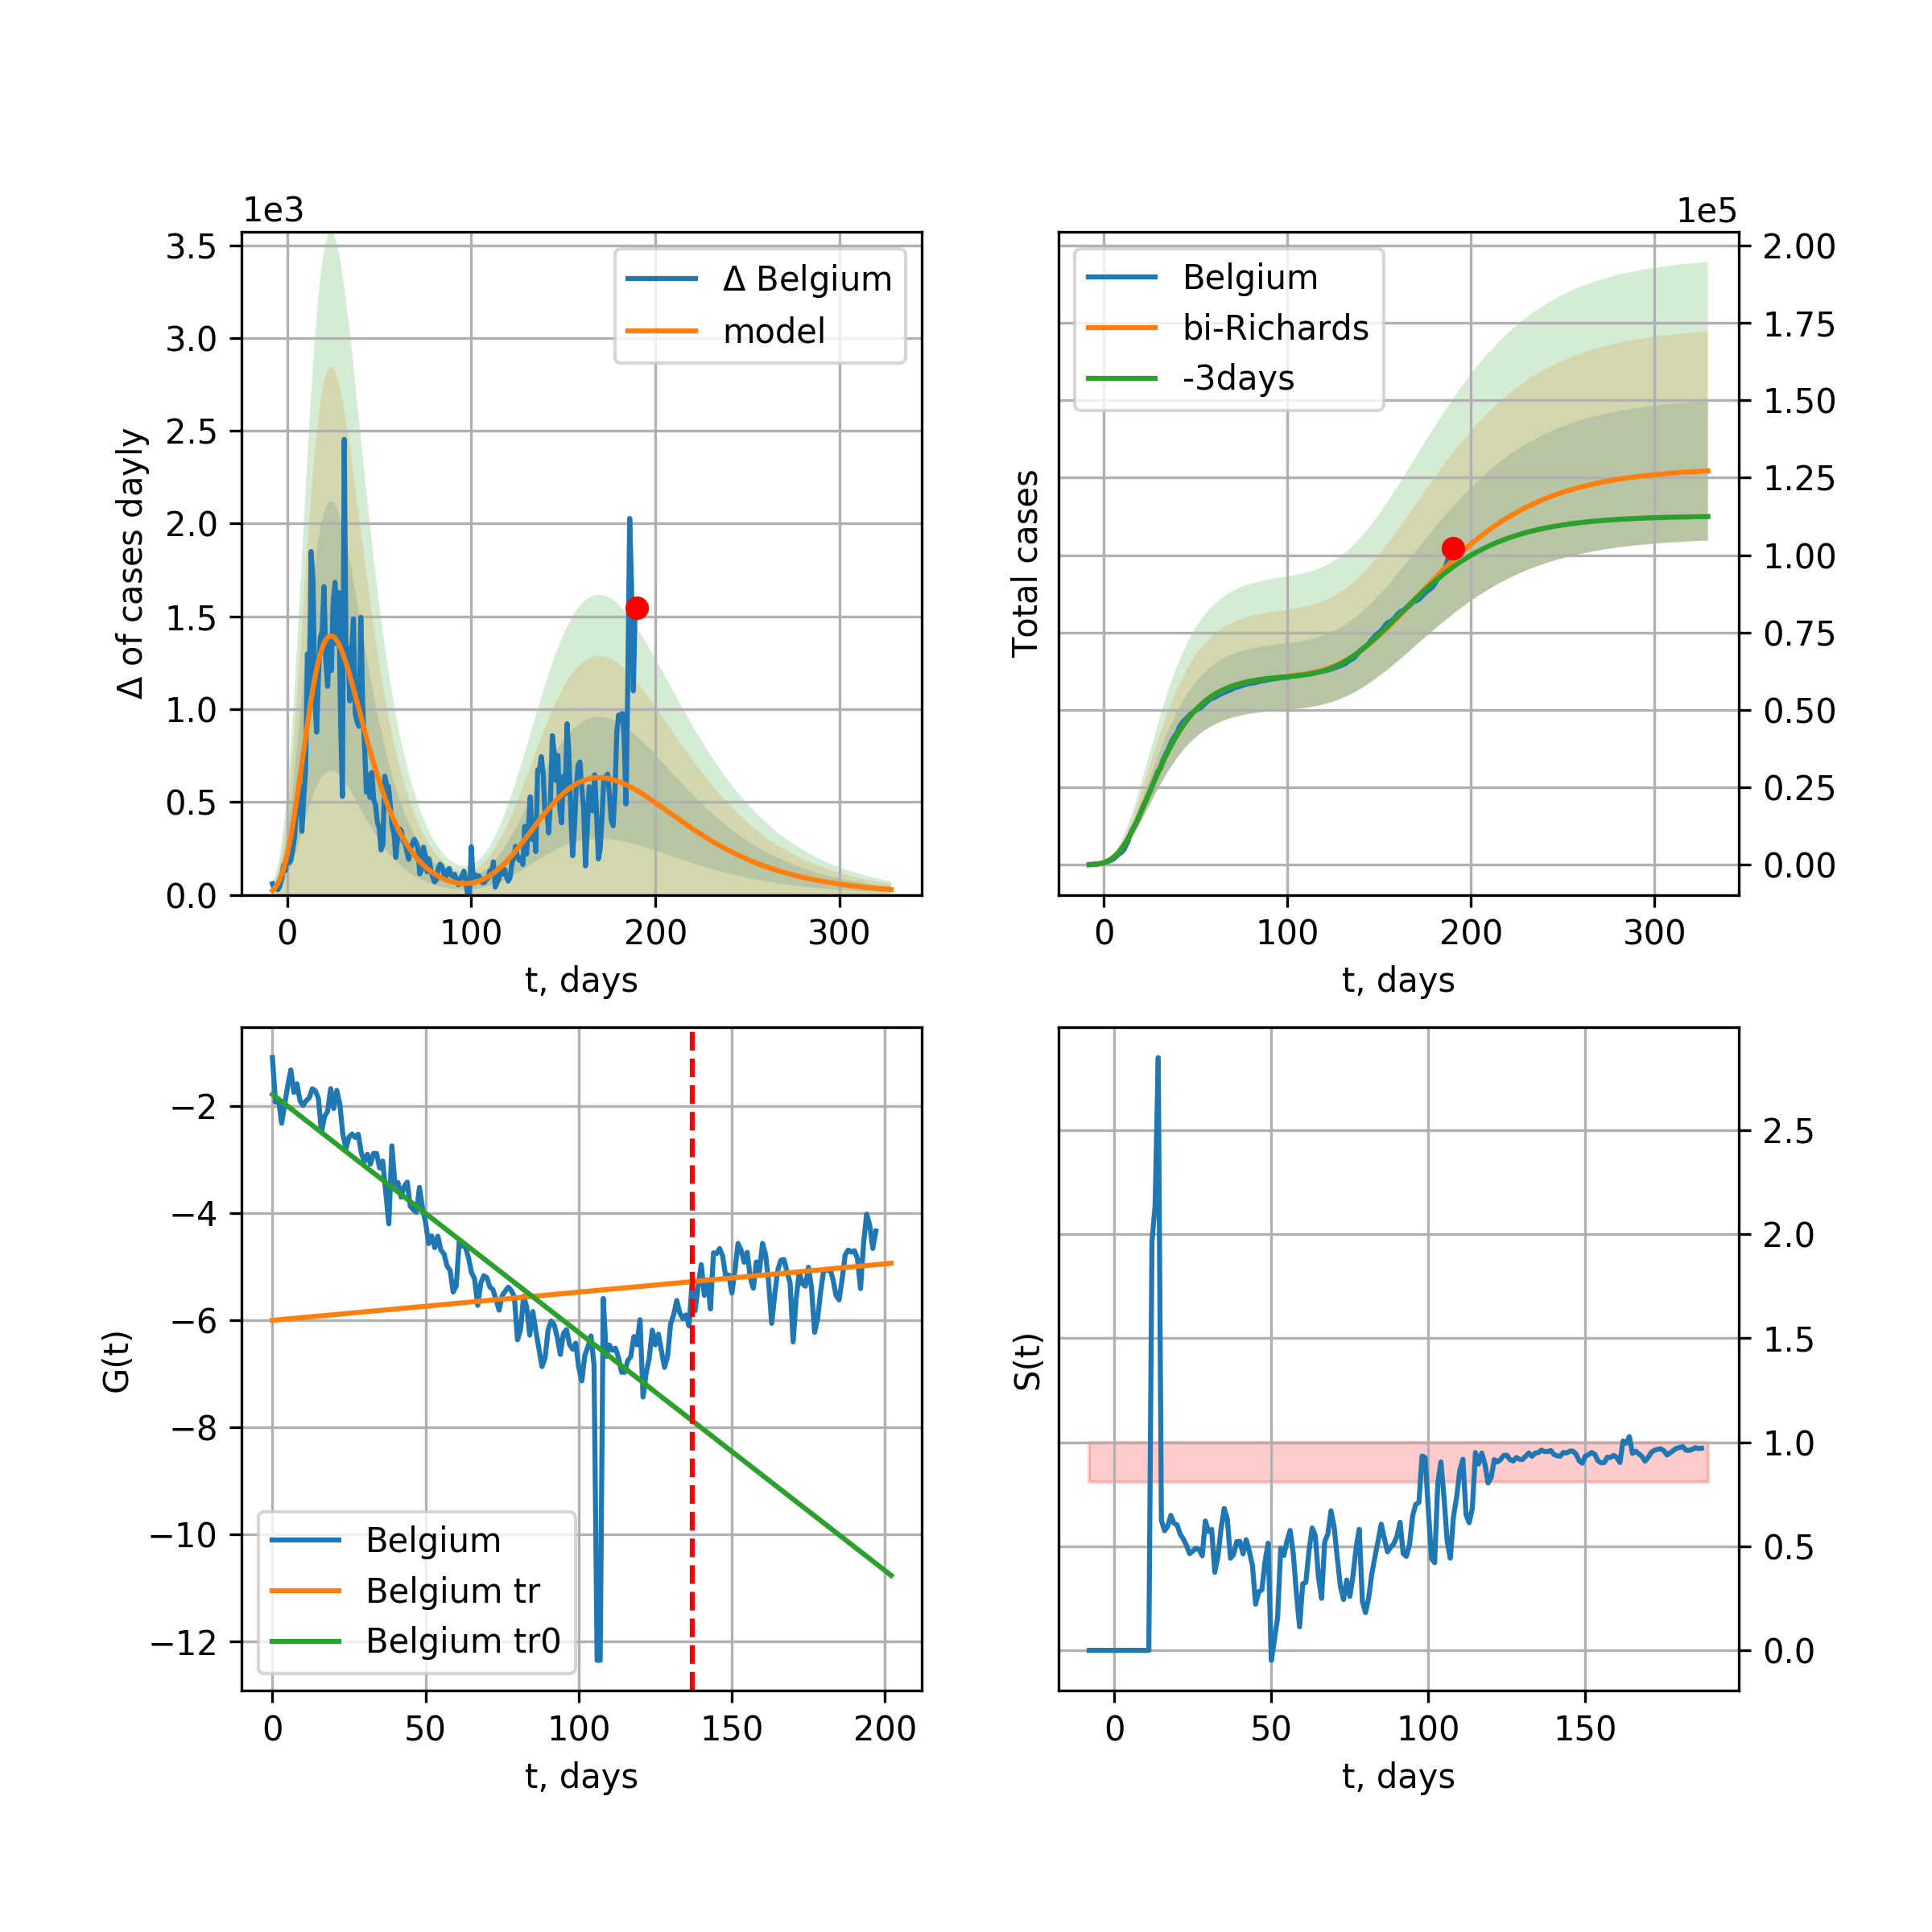 1e3
3.5
3.0
2.5
2.0
1.5
1.0
0.5
0.0
Δ of cases dayly
Δ Belgium
model
0 100 200 300
t, days
1e5
Belgium
bi-Richards
-3days
2.00
1.75
1.50
1.25
1.00
0.75
0.50
0.25
0.00
Total cases
0 100 200 300
t, days
−2
−4
−6
−8
−10
−12
G(t)
Belgium
Belgium tr
Belgium tr0
0 50 100 150 200
t, days
2.5
2.0
1.5
1.0
0.5
0.0
S(t)
0 50 100 150
t, days